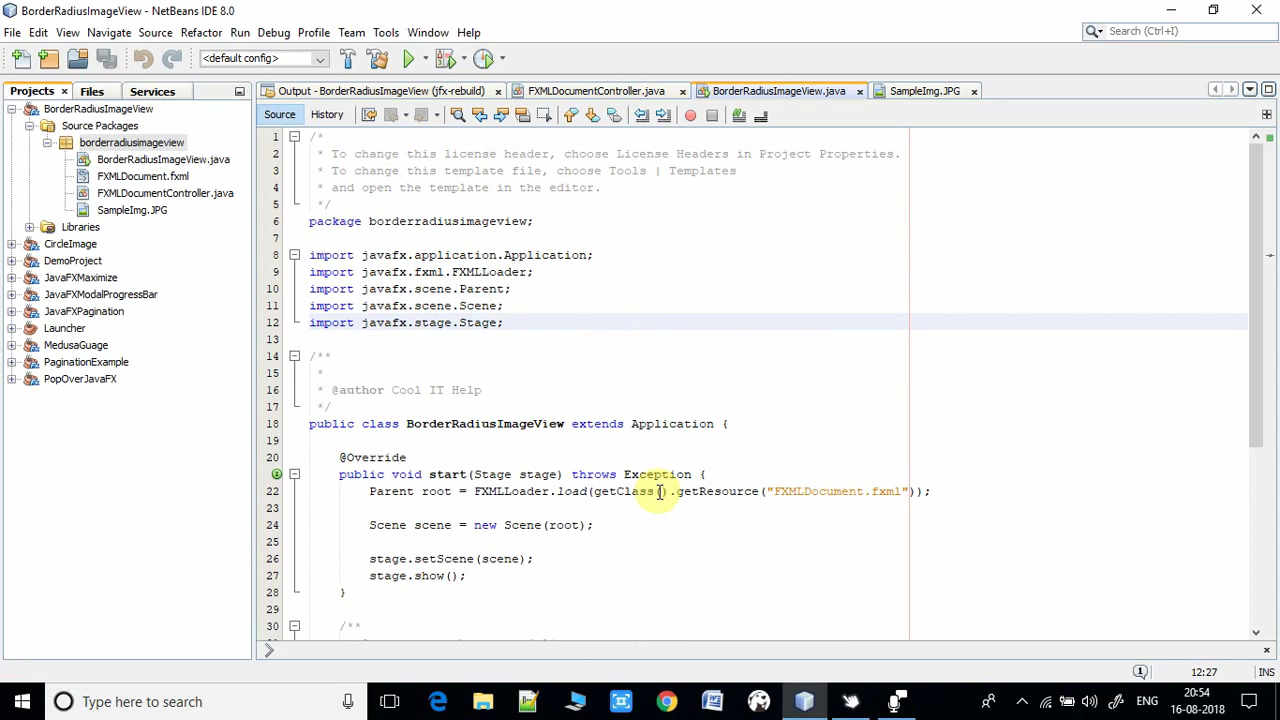 BorderRadiusImageView - NetBeans IDE 8.0
File Edit View Navigate Source Refactor Run Debug Profile Team Tools Window Help
Search (Ctrl+I)
<default config>
Projects Files Services
Output - BorderRadiusImageView (jfx-rebuild) FXMLDocumentController.java BorderRadiusImageView.java SampleImg.JPG
Source History
BorderRadiusImageView
Source Packages
borderradiusimageview
BorderRadiusImageView.java
FXMLDocument.fxml
FXMLDocumentController.java
SampleImg.JPG
Libraries
CircleImage
DemoProject
JavaFXMaximize
JavaFXModalProgressBar
JavaFXPagination
Launcher
MedusaGuage
PaginationExample
PopOverJavaFX
1 /*
2 * To change this license header, choose License Headers in Project Properties.
3 * To change this template file, choose Tools | Templates
4 * and open the template in the editor.
5 */
6 package borderradiusimageview;
7
8 import javafx.application.Application;
9 import javafx.fxml.FXMLLoader;
10 import javafx.scene.Parent;
11 import javafx.scene.Scene;
12 import javafx.stage.Stage;
13
14 /**
15 *
16 * @author Cool IT Help
17 */
18 public class BorderRadiusImageView extends Application {
19
20 @Override
public void start(Stage stage) throws Exception {
22 Parent root = FXMLLoader.load(getClass().getResource("FXMLDocument.fxml"));
23
24 Scene scene = new Scene(root);
25
26 stage.setScene(scene);
27 stage.show();
28 }
29
30 /**
12:27 INS
Type here to search
ENG
20:54
16-08-2018